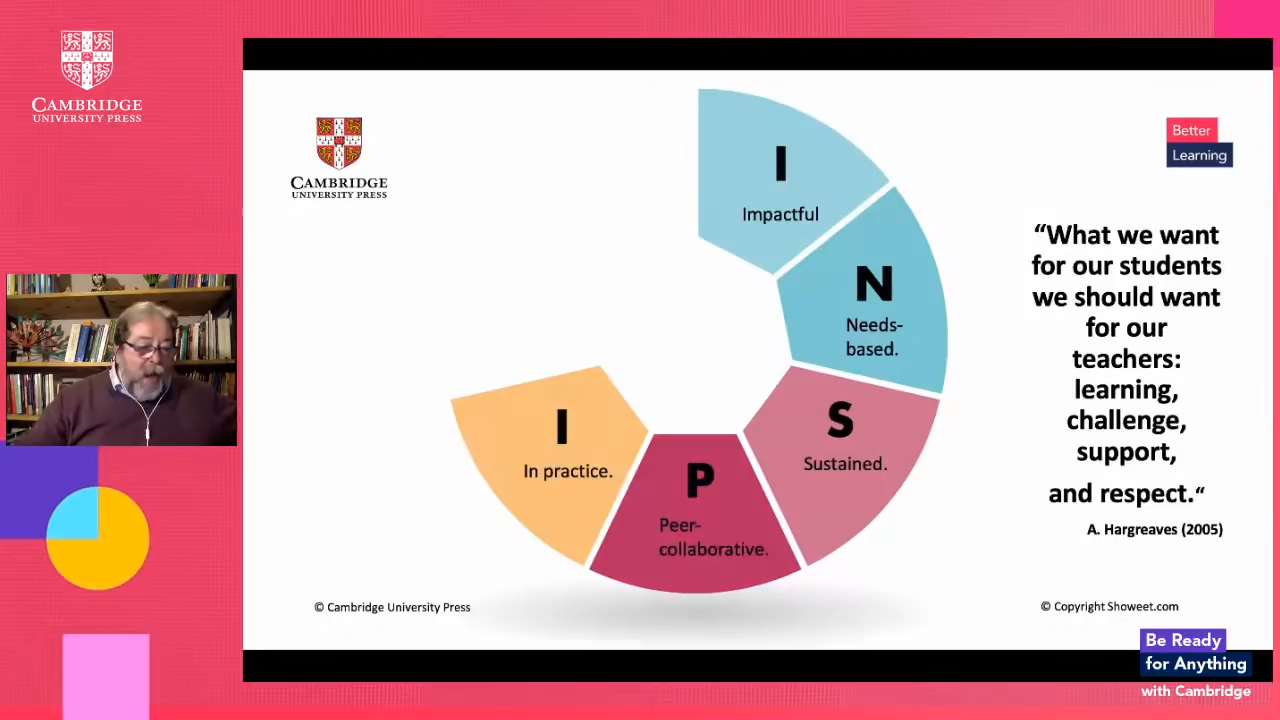 CAMBRIDGE
UNIVERSITY PRESS
CAMBRIDGE
UNIVERSITY PRESS
I
Impactful
N
Needs-
based.
S
Sustained.
P
Peer-
collaborative.
I
In practice.
Better
Learning
“What we want
for our students
we should want
for our
teachers:
learning,
challenge,
support,
and respect.“
A. Hargreaves (2005)
© Cambridge University Press
© Copyright Showeet.com
Be Ready
for Anything
with Cambridge